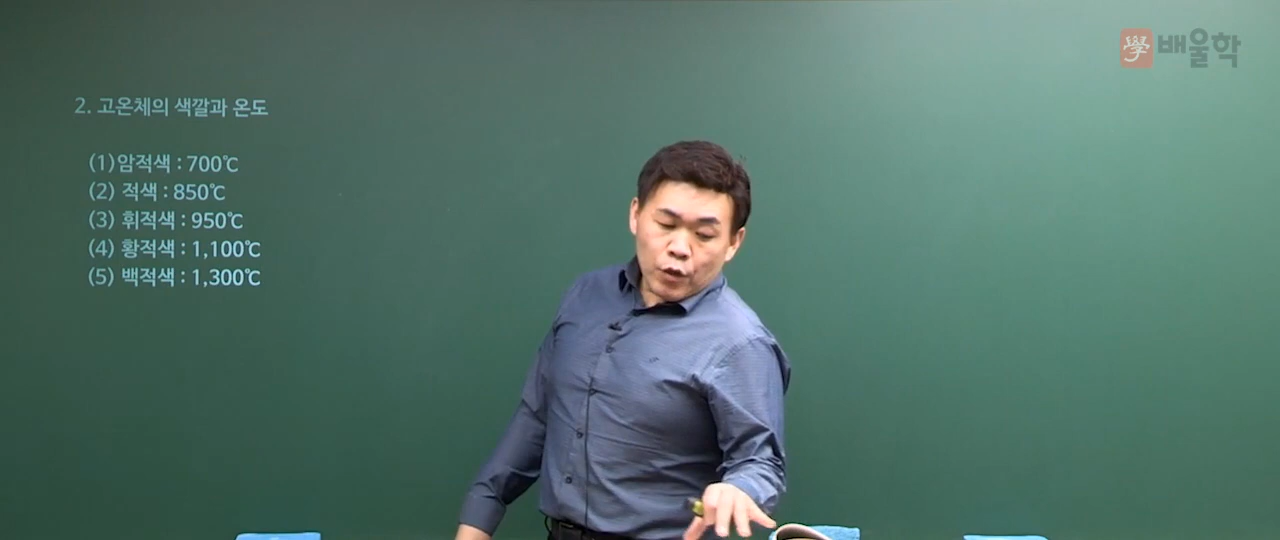 學 배울학
2. 고온체의 색깔과 온도
(1)암적색 : 700℃
(2) 적색 : 850℃
(3) 휘적색 : 950℃
(4) 황적색 : 1,100℃
(5) 백적색 : 1,300℃